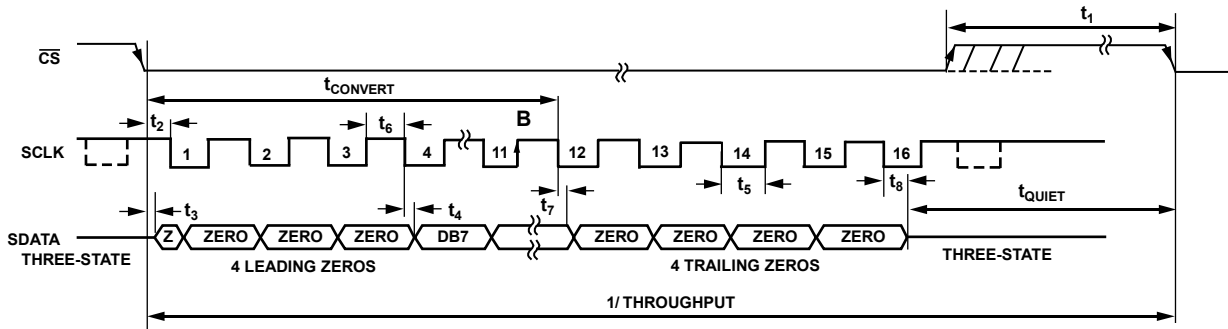 t1
CS
tCONVERT
t2 t6 B
SCLK 1 2 3 4 11 12 13 14 15 16
t5 t8
t3 t4 t7 tQUIET
SDATA Z ZERO ZERO ZERO DB7 ZERO ZERO ZERO ZERO
THREE-STATE 4 LEADING ZEROS 4 TRAILING ZEROS THREE-STATE
1/ THROUGHPUT